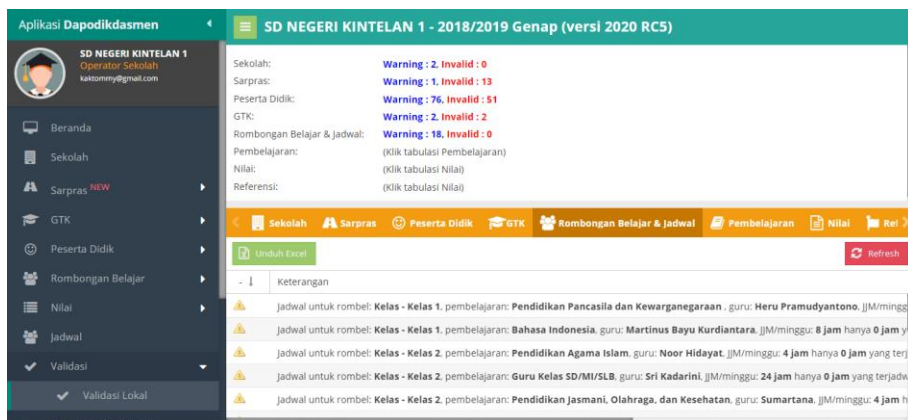 Aplikasi Dapodikdasmen
SD NEGERI KINTELAN 1 - 2018/2019 Genap (versi 2020 RC5)
SD NEGERI KINTELAN 1
Operator Sekolah
kaktommy@gmail.com
Beranda
Sekolah
Sarpras NEW
GTK
Peserta Didik
Rombongan Belajar
Nilai
Jadwal
Validasi
Validasi Lokal
Sekolah: Warning : 2, Invalid : 0
Sarpras: Warning : 1, Invalid : 13
Peserta Didik: Warning : 76, Invalid : 51
GTK: Warning : 2, Invalid : 2
Rombongan Belajar & Jadwal: Warning : 18, Invalid : 0
Pembelajaran: (Klik tabulasi Pembelajaran)
Nilai: (Klik tabulasi Nilai)
Referensi: (Klik tabulasi Nilai)
Sekolah Sarpras Peserta Didik GTK Rombongan Belajar & Jadwal Pembelajaran Nilai Ref
Unduh Excel Refresh
- Keterangan
Jadwal untuk rombel: Kelas - Kelas 1, pembelajaran: Pendidikan Pancasila dan Kewarganegaraan , guru: Heru Pramudyantono, JJM/mingg
Jadwal untuk rombel: Kelas - Kelas 1, pembelajaran: Bahasa Indonesia, guru: Martinus Bayu Kurdiantara, JJM/minggu: 8 jam hanya 0 jam y
Jadwal untuk rombel: Kelas - Kelas 2, pembelajaran: Pendidikan Agama Islam, guru: Noor Hidayat, JJM/minggu: 4 jam hanya 0 jam yang terj
Jadwal untuk rombel: Kelas - Kelas 2, pembelajaran: Guru Kelas SD/MI/SLB, guru: Sri Kadarini, JJM/minggu: 24 jam hanya 0 jam yang terjadw
Jadwal untuk rombel: Kelas - Kelas 2, pembelajaran: Pendidikan Jasmani, Olahraga, dan Kesehatan, guru: Sumartana, JJM/minggu: 4 jam h